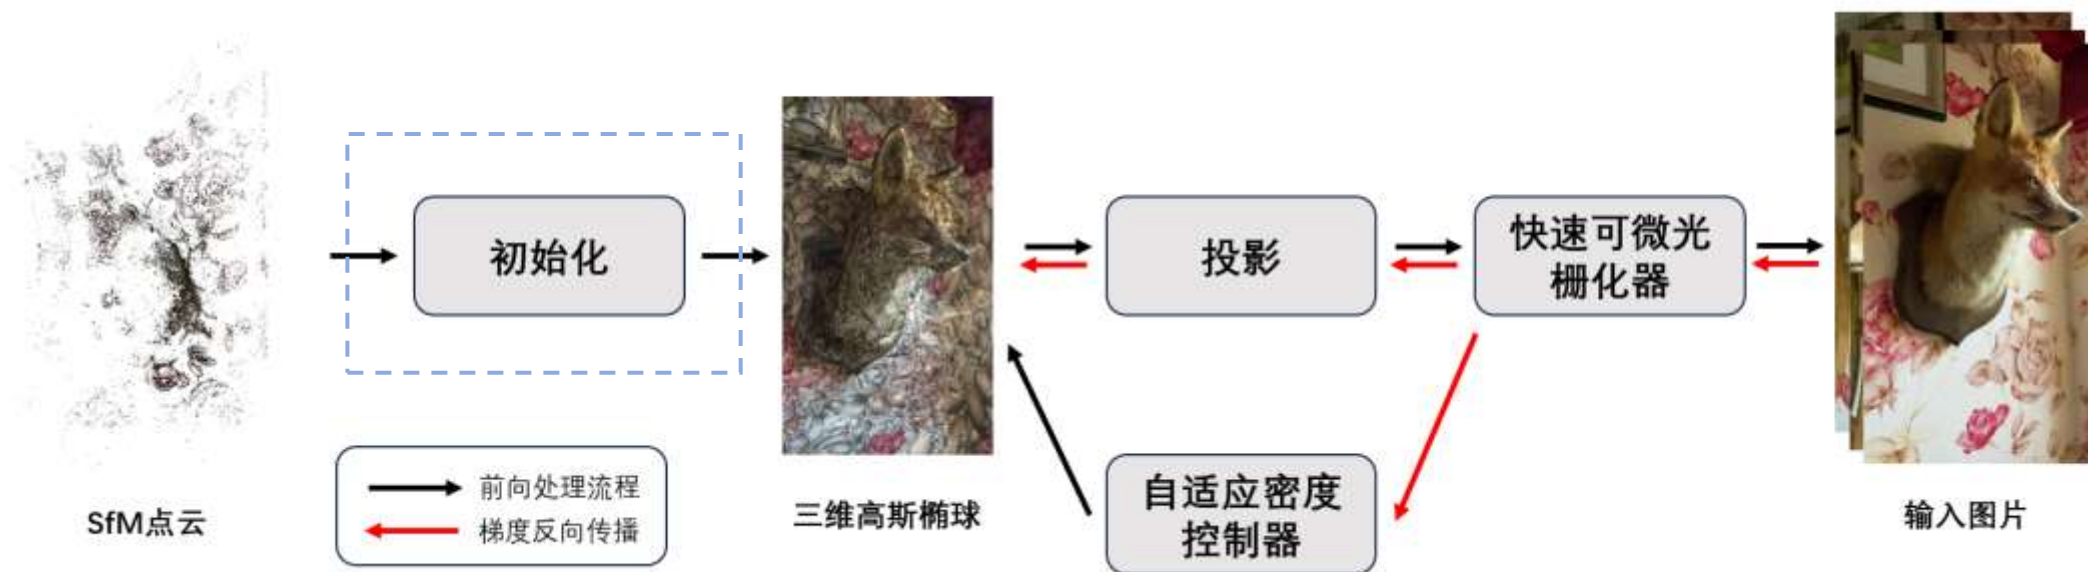 初始化
投影
快速可微光
栅化器
自适应密度
控制器
前向处理流程
梯度反向传播
SfM点云
三维高斯椭球
输入图片